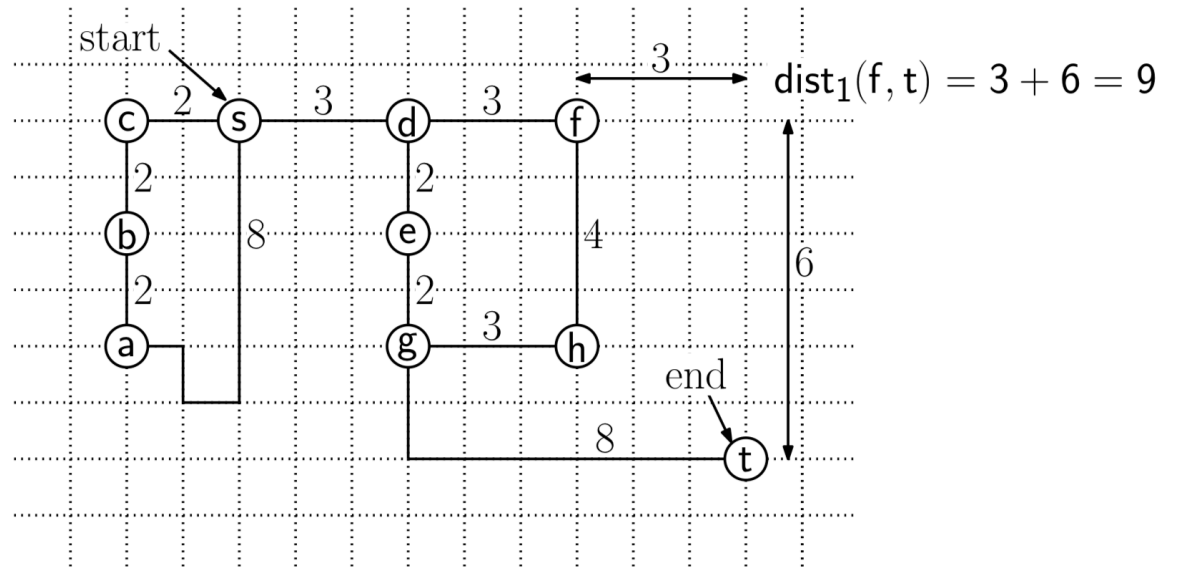 start
3
dist1(f, t) = 3 + 6 = 9
c 2 s 3 d 3 f
2 2
b 8 e 4
6
2 2
a g 3 h
end
8 t